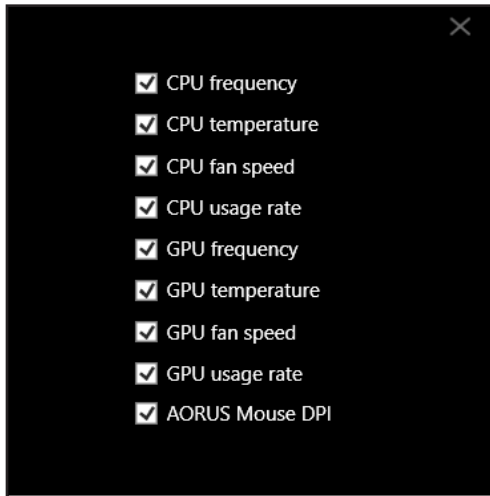 CPU frequency
CPU temperature
CPU fan speed
CPU usage rate
GPU frequency
GPU temperature
GPU fan speed
GPU usage rate
AORUS Mouse DPI